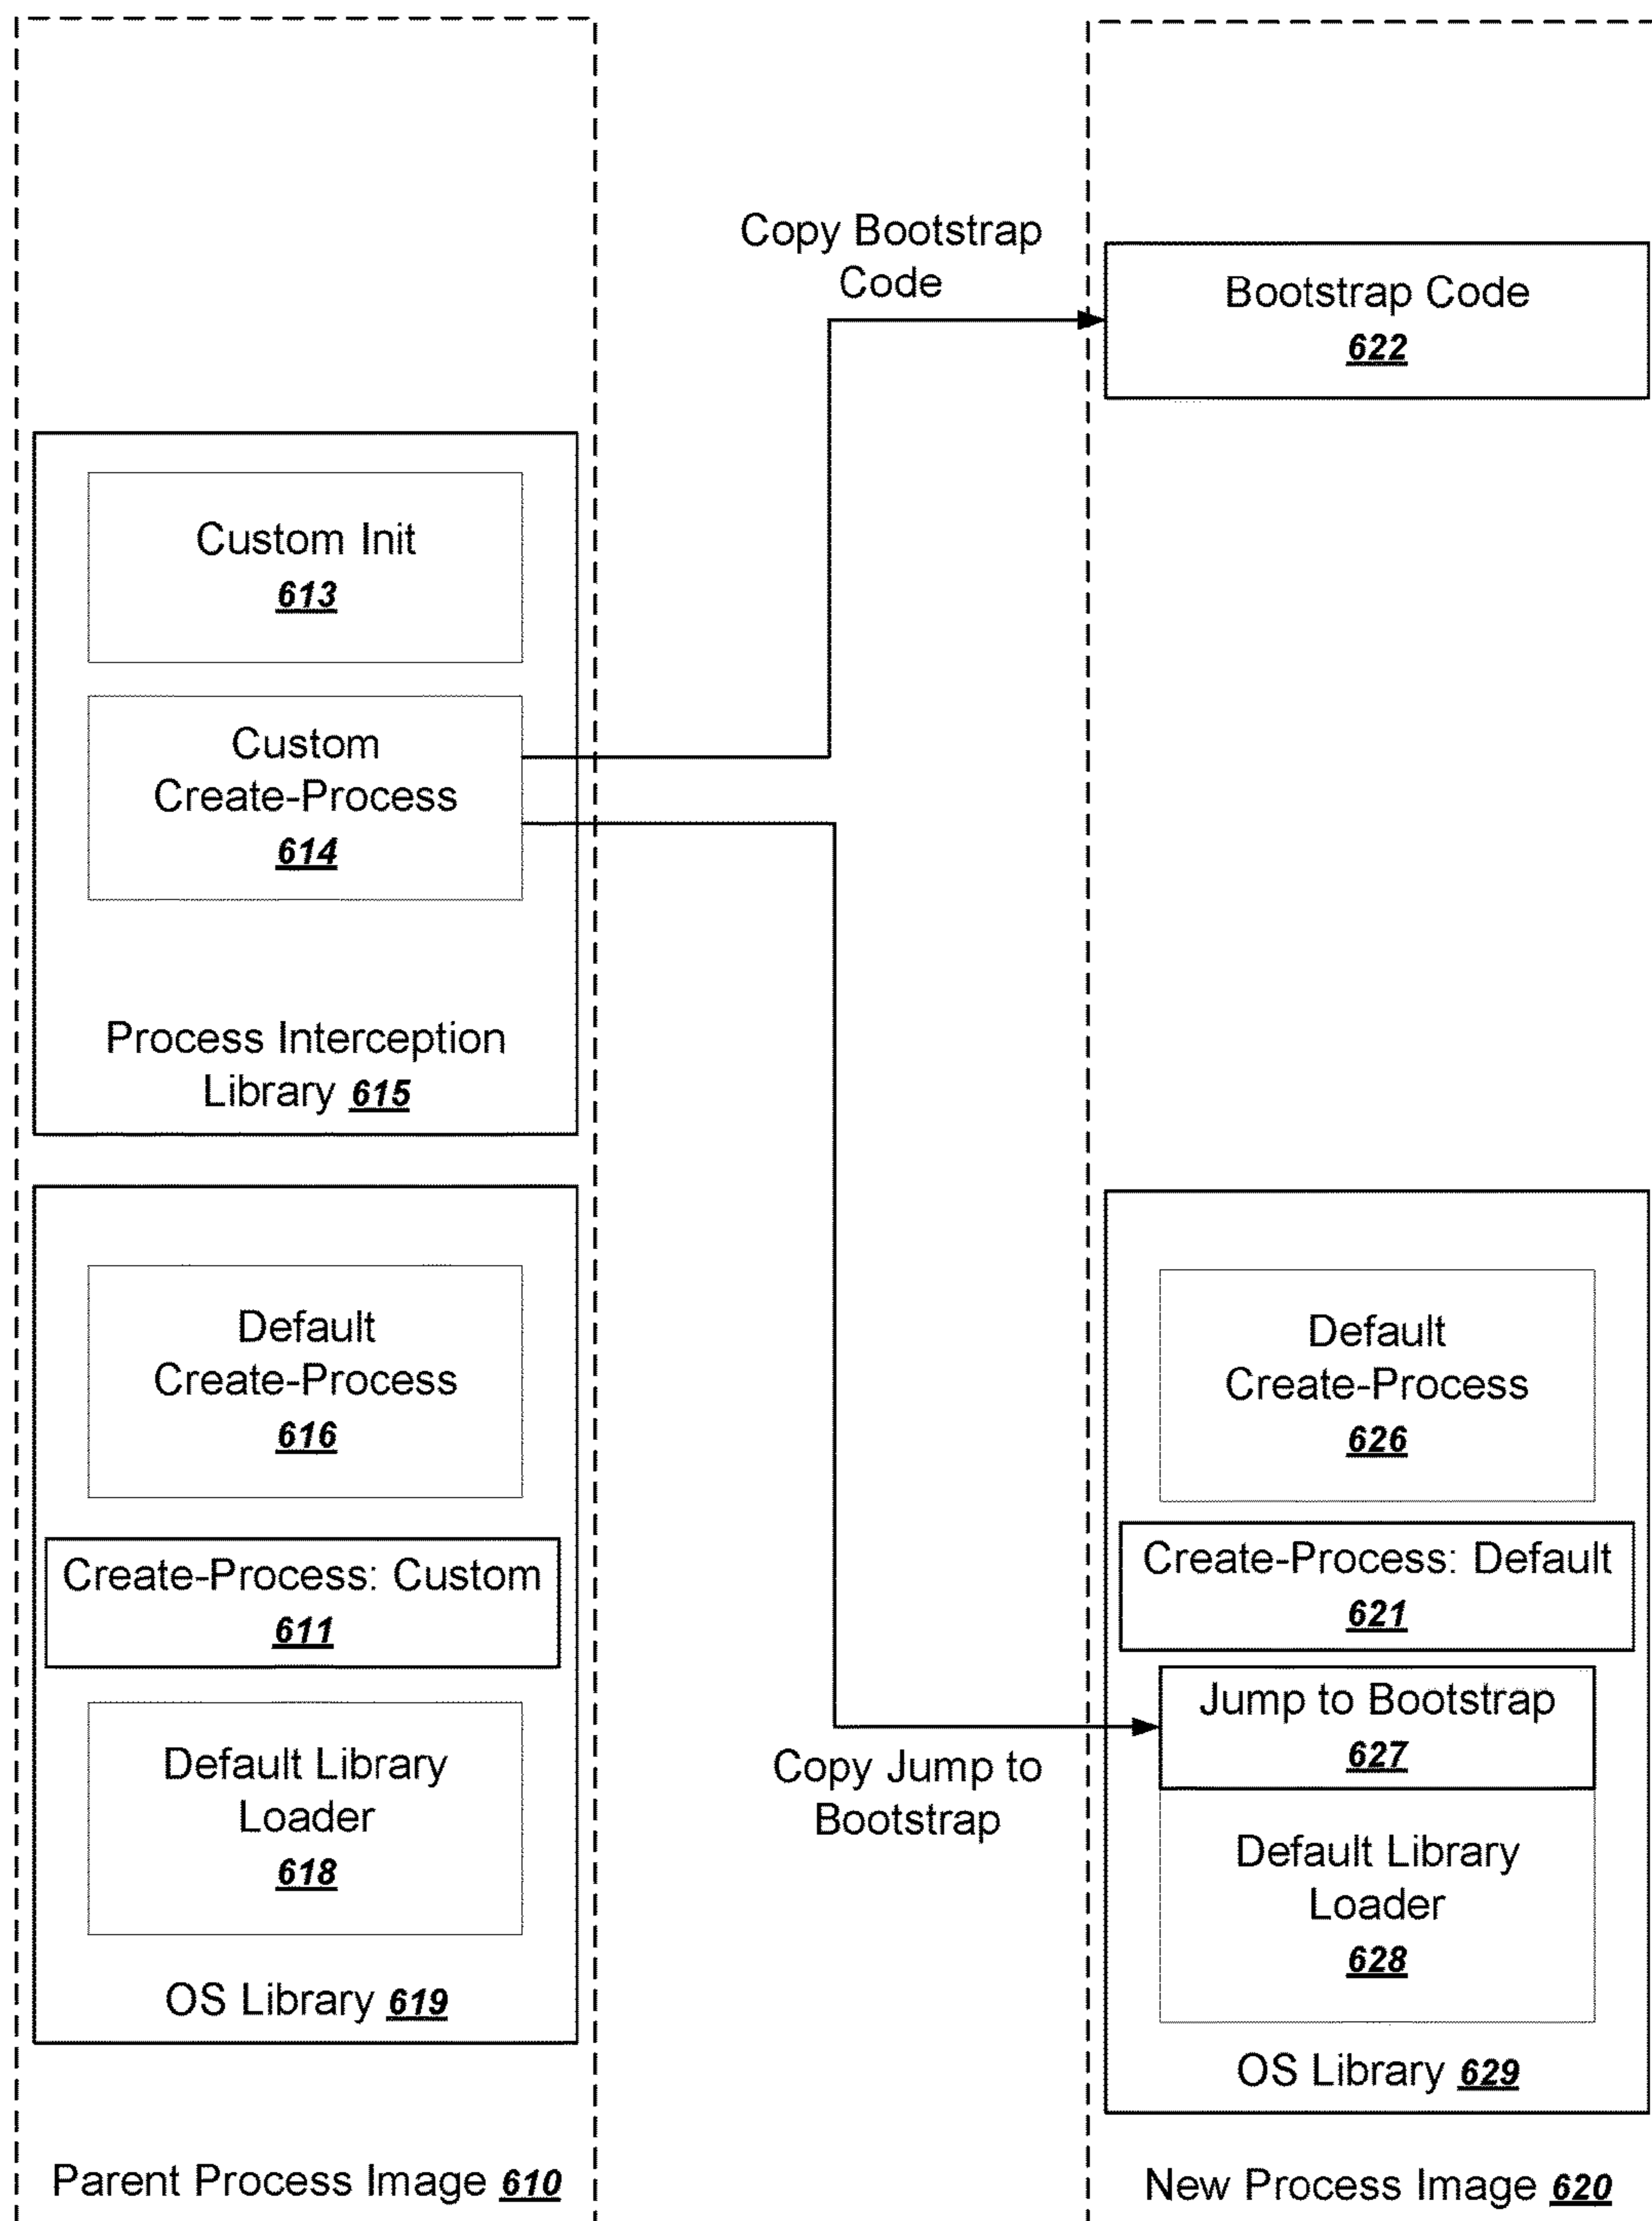 Copy Bootstrap
Code
Bootstrap Code
622
Custom Init
613
Custom
Create-Process
614
Process Interception
Library 615
Default
Create-Process
616
Create-Process: Custom
611
Default Library
Loader
618
OS Library 619
Parent Process Image 610
Copy Jump to
Bootstrap
Default
Create-Process
626
Create-Process: Default
621
Jump to Bootstrap
627
Default Library
Loader
628
OS Library 629
New Process Image 620